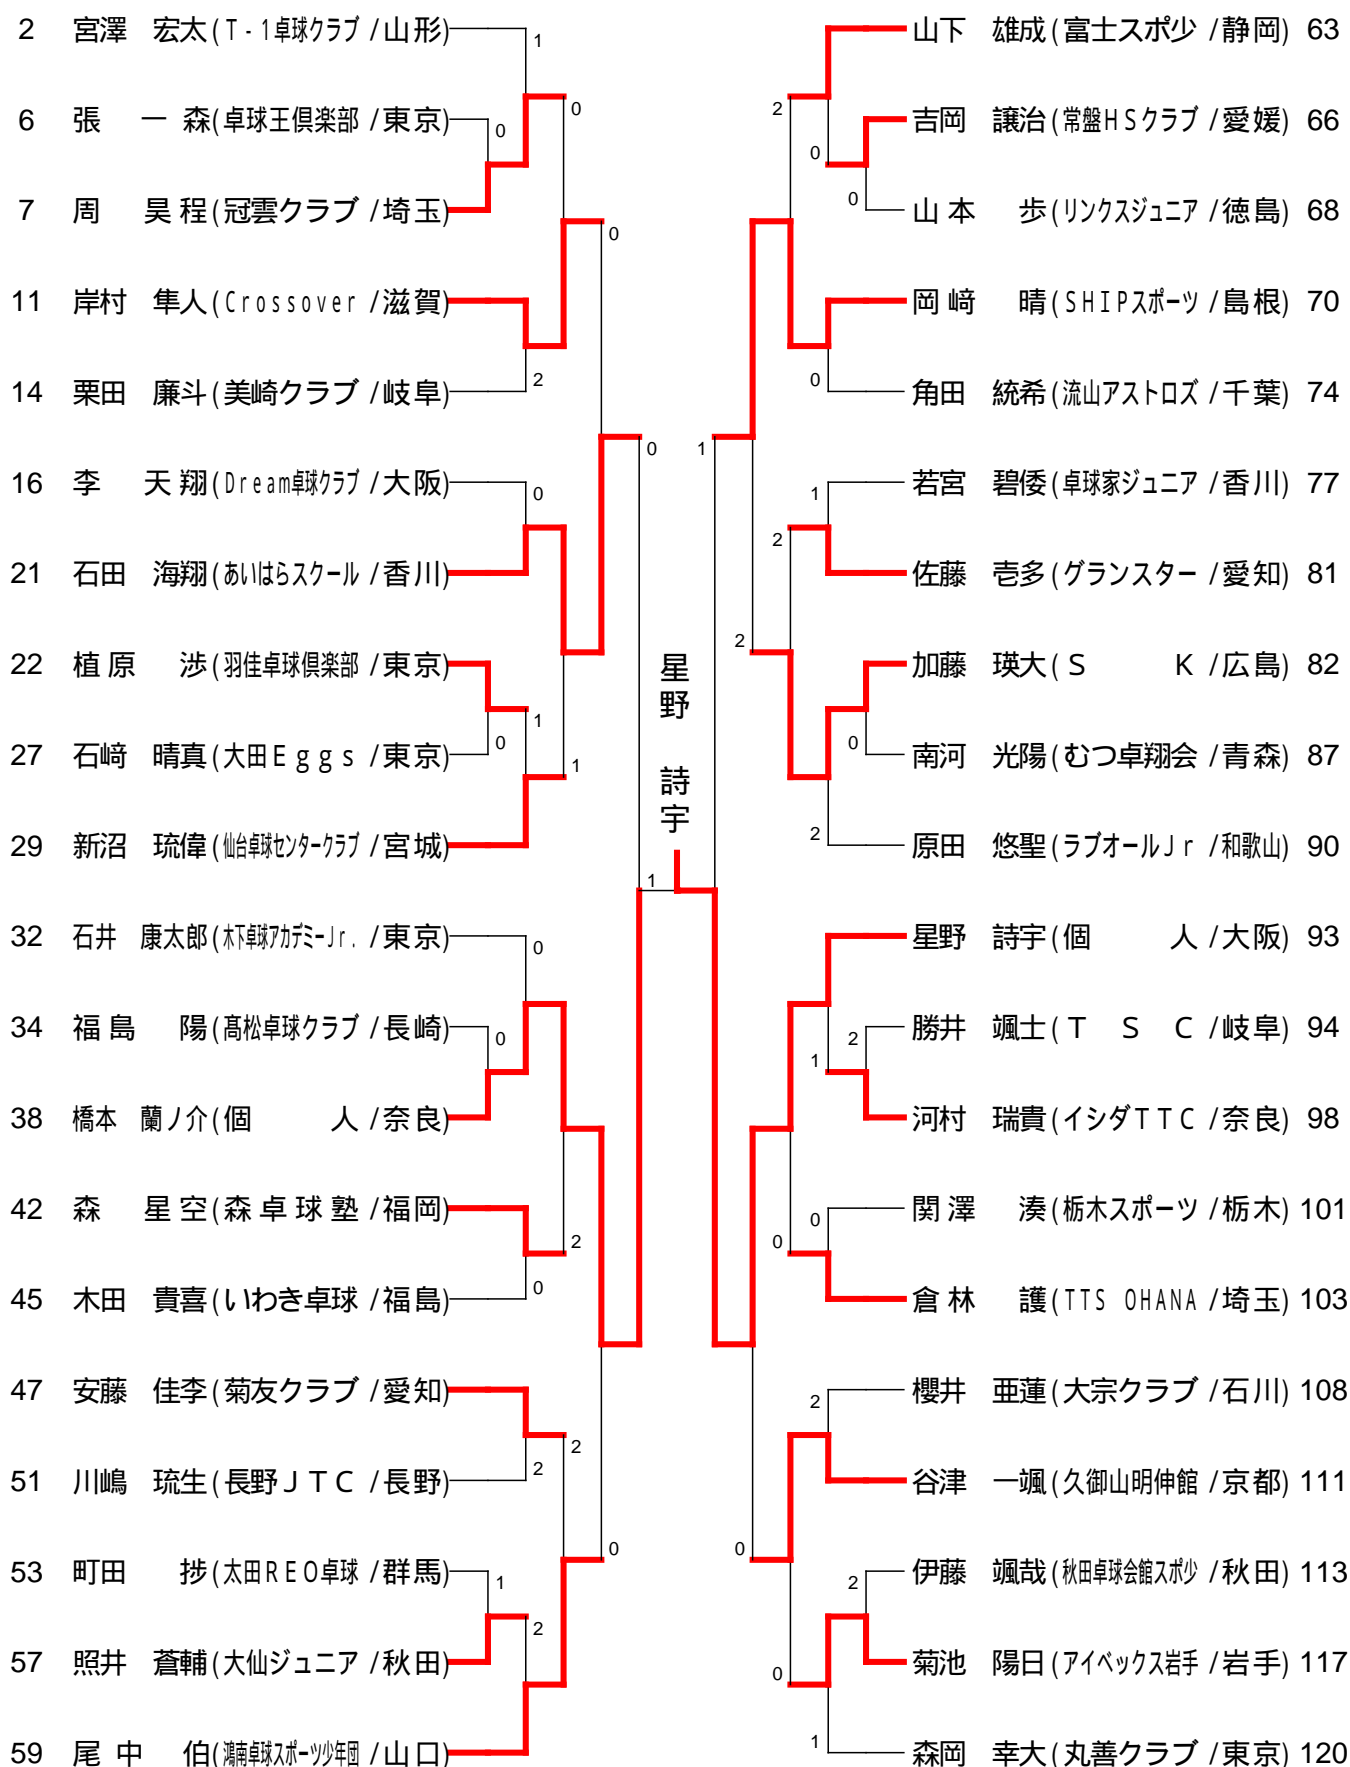 2 宮澤 宏太(T-1卓球クラブ/山形)
6 張 一森(卓球王倶楽部/東京)
7 周 昊程(冠雲クラブ/埼玉)
11 岸村 隼人(Crossover/滋賀)
14 栗田 廉斗(美崎クラブ/岐阜)
16 李 天翔(Dream卓球クラブ/大阪)
21 石田 海翔(あいはらスクール/香川)
22 植原 渉(羽佳卓球倶楽部/東京)
27 石﨑 晴真(大田Eggs/東京)
29 新沼 琉偉(仙台卓球センタークラブ/宮城)
32 石井 康太郎(木下卓球アカデミーJr./東京)
34 福島 陽(髙松卓球クラブ/長崎)
38 橋本 蘭ノ介(個人/奈良)
42 森 星空(森卓球塾/福岡)
45 木田 貴喜(いわき卓球/福島)
47 安藤 佳李(菊友クラブ/愛知)
51 川嶋 琉生(長野JTC/長野)
53 町田 捗(太田REO卓球/群馬)
57 照井 蒼輔(大仙ジュニア/秋田)
59 尾中 伯(鴻南卓球スポーツ少年団/山口)
1
0
0
2
0
0
0
0
1
0
1
0
0
2
0
2
2
1
2
0
0
1
星野 詩宇
1
2
0
0
0
1
2
2
0
2
2
1
0
0
2
2
0
0
1
山下 雄成(富士スポ少/静岡) 63
吉岡 譲治(常盤HSクラブ/愛媛) 66
山本 歩(リンクスジュニア/徳島) 68
岡﨑 晴(SHIPスポーツ/島根) 70
角田 統希(流山アストロズ/千葉) 74
若宮 碧倭(卓球家ジュニア/香川) 77
佐藤 壱多(グランスター/愛知) 81
加藤 瑛大(SK/広島) 82
南河 光陽(むつ卓翔会/青森) 87
原田 悠聖(ラブオールJr/和歌山) 90
星野 詩宇(個人/大阪) 93
勝井 颯士(TSC/岐阜) 94
河村 瑞貴(イシダTTC/奈良) 98
関澤 湊(栃木スポーツ/栃木) 101
倉林 護(TTS OHANA/埼玉) 103
櫻井 亜蓮(大宗クラブ/石川) 108
谷津 一颯(久御山明伸館/京都) 111
伊藤 颯哉(秋田卓球会館スポ少/秋田) 113
菊池 陽日(アイベックス岩手/岩手) 117
森岡 幸大(丸善クラブ/東京) 120